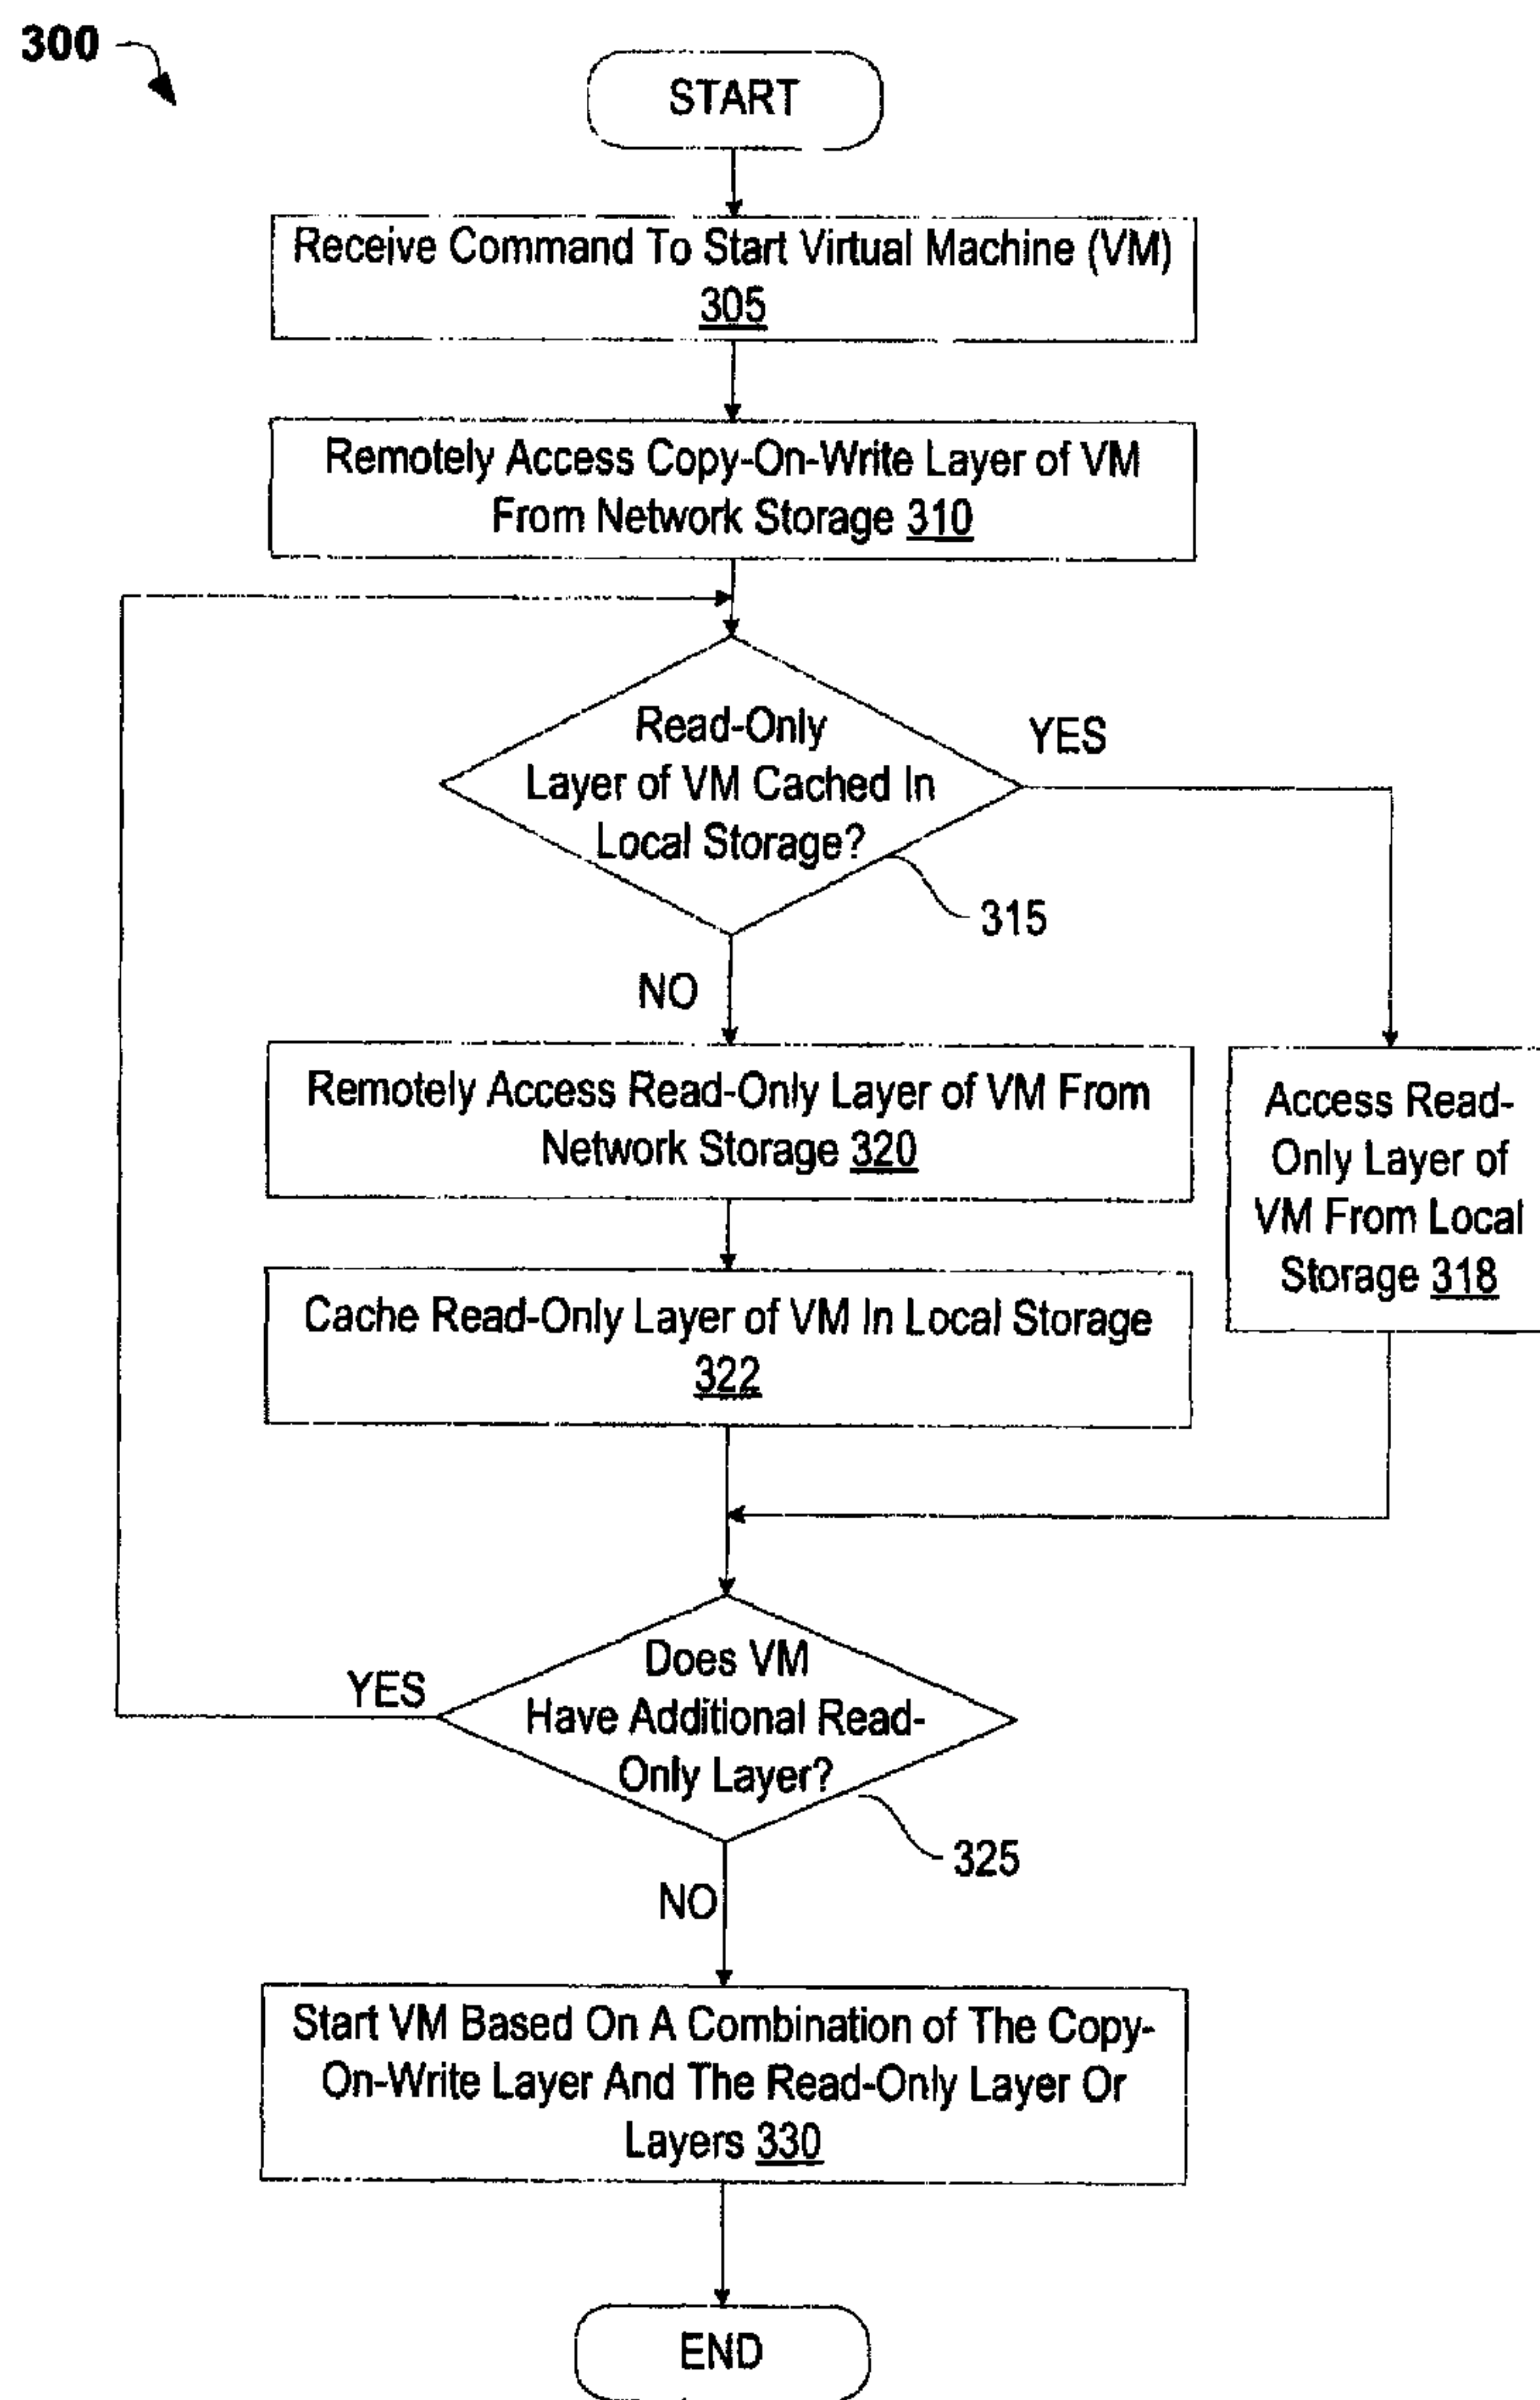 300
START
Receive Command To Start Virtual Machine (VM)
305
Remotely Access Copy-On-Write Layer of VM
From Network Storage 310
Read-Only
Layer of VM Cached In
Local Storage?
YES
315
NO
Remotely Access Read-Only Layer of VM From
Network Storage 320
Access Read-
Only Layer of
VM From Local
Storage 318
Cache Read-Only Layer of VM In Local Storage
322
Does VM
Have Additional Read-
Only Layer?
YES
325
NO
Start VM Based On A Combination of The Copy-
On-Write Layer And The Read-Only Layer Or
Layers 330
END